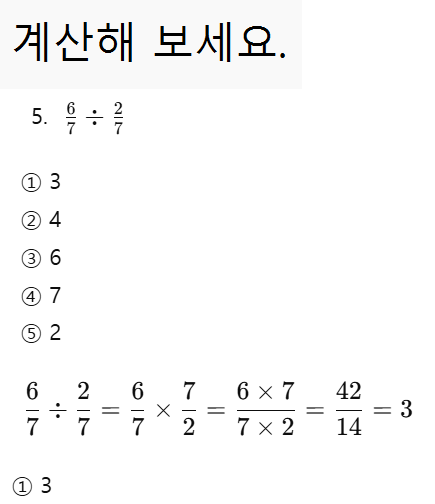 계산해 보세요.
5. 6/7 ÷ 2/7
① 3
② 4
③ 6
④ 7
⑤ 2
6/7 ÷ 2/7 = 6/7 × 7/2 = (6 × 7)/(7 × 2) = 42/14 = 3
① 3